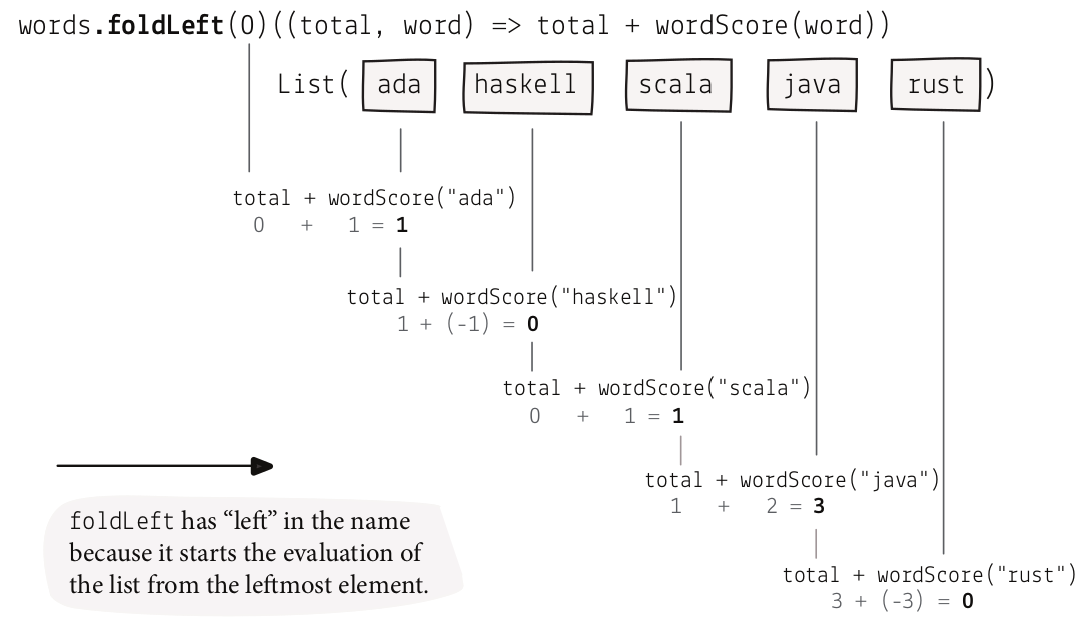 words.foldLeft(0)((total, word) => total + wordScore(word))
List( ada haskell scala java rust )
total + wordScore("ada")
0 + 1 = 1
total + wordScore("haskell")
1 + (-1) = 0
total + wordScore("scala")
0 + 1 = 1
total + wordScore("java")
1 + 2 = 3
total + wordScore("rust")
3 + (-3) = 0
foldLeft has “left” in the name
because it starts the evaluation of
the list from the leftmost element.